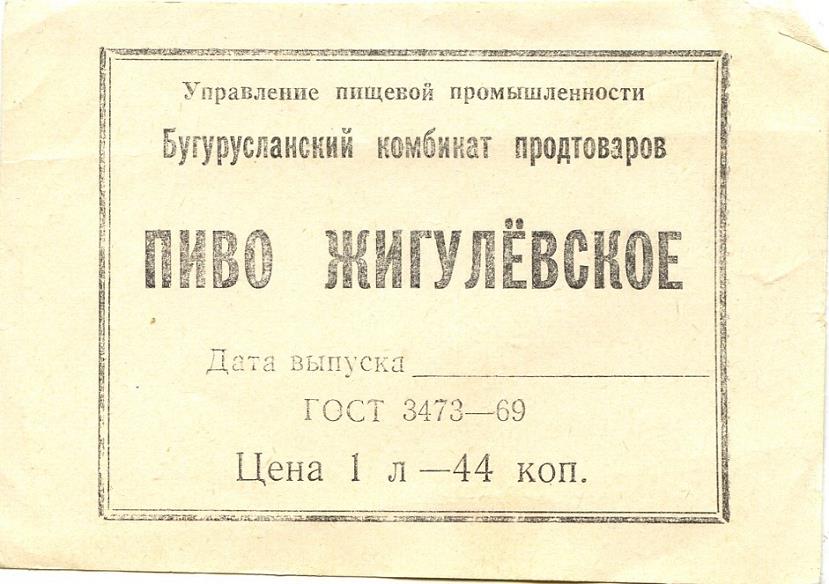 Управление пищевой промышленности
Бугурусланский комбинат продтоваров
ПИВО ЖИГУЛЁВСКОЕ
Дата выпуска
ГОСТ 3473—69
Цена 1 л —44 коп.